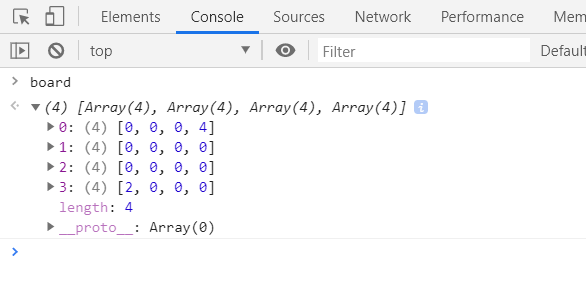 Elements Console Sources Network Performance Mem
top Filter Default
board
(4) [Array(4), Array(4), Array(4), Array(4)] i
0: (4) [0, 0, 0, 4]
1: (4) [0, 0, 0, 0]
2: (4) [0, 0, 0, 0]
3: (4) [2, 0, 0, 0]
length: 4
__proto__: Array(0)